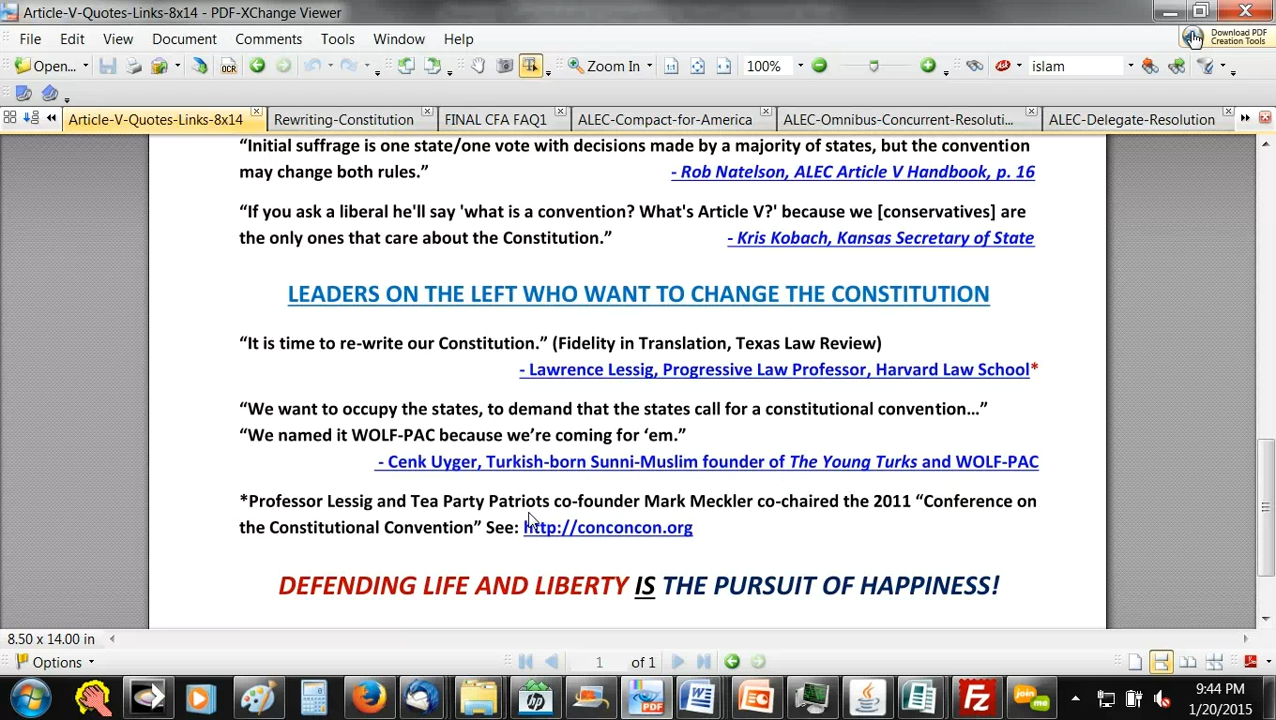 Article-V-Quotes-Links-8x14 - PDF-XChange Viewer
File Edit View Document Comments Tools Window Help
Download PDF
Creation Tools
Open... OCR Zoom In 100% islam
Article-V-Quotes-Links-8x14 Rewriting-Constitution FINAL CFA FAQ1 ALEC-Compact-for-America ALEC-Omnibus-Concurrent-Resoluti... ALEC-Delegate-Resolution
“Initial suffrage is one state/one vote with decisions made by a majority of states, but the convention
may change both rules.” - Rob Natelson, ALEC Article V Handbook, p. 16
“If you ask a liberal he'll say 'what is a convention? What's Article V?' because we [conservatives] are
the only ones that care about the Constitution.” - Kris Kobach, Kansas Secretary of State
LEADERS ON THE LEFT WHO WANT TO CHANGE THE CONSTITUTION
“It is time to re-write our Constitution.” (Fidelity in Translation, Texas Law Review)
- Lawrence Lessig, Progressive Law Professor, Harvard Law School*
“We want to occupy the states, to demand that the states call for a constitutional convention…”
“We named it WOLF-PAC because we’re coming for ‘em.”
- Cenk Uyger, Turkish-born Sunni-Muslim founder of The Young Turks and WOLF-PAC
*Professor Lessig and Tea Party Patriots co-founder Mark Meckler co-chaired the 2011 “Conference on
the Constitutional Convention” See: http://conconcon.org
DEFENDING LIFE AND LIBERTY IS THE PURSUIT OF HAPPINESS!
8.50 x 14.00 in
Options 1 of 1
hp PDF W P Fz join me 9:44 PM
1/20/2015